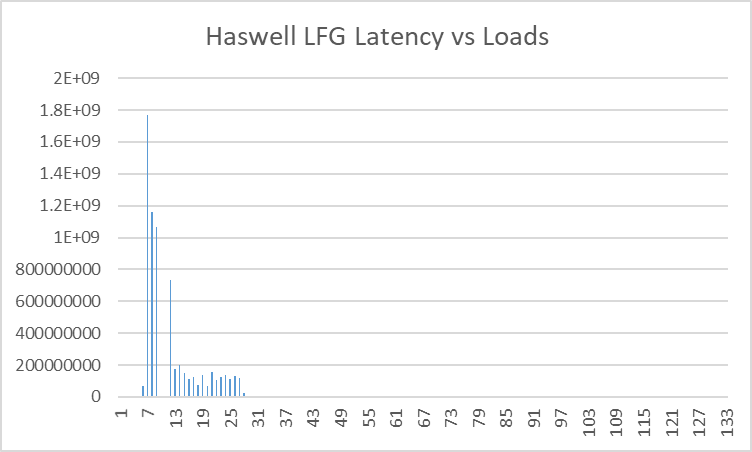 Haswell LFG Latency vs Loads
2E+09
1.8E+09
1.6E+09
1.4E+09
1.2E+09
1E+09
800000000
600000000
400000000
200000000
0
1 7 13 19 25 31 37 43 49 55 61 67 73 79 85 91 97 103 109 115 121 127 133